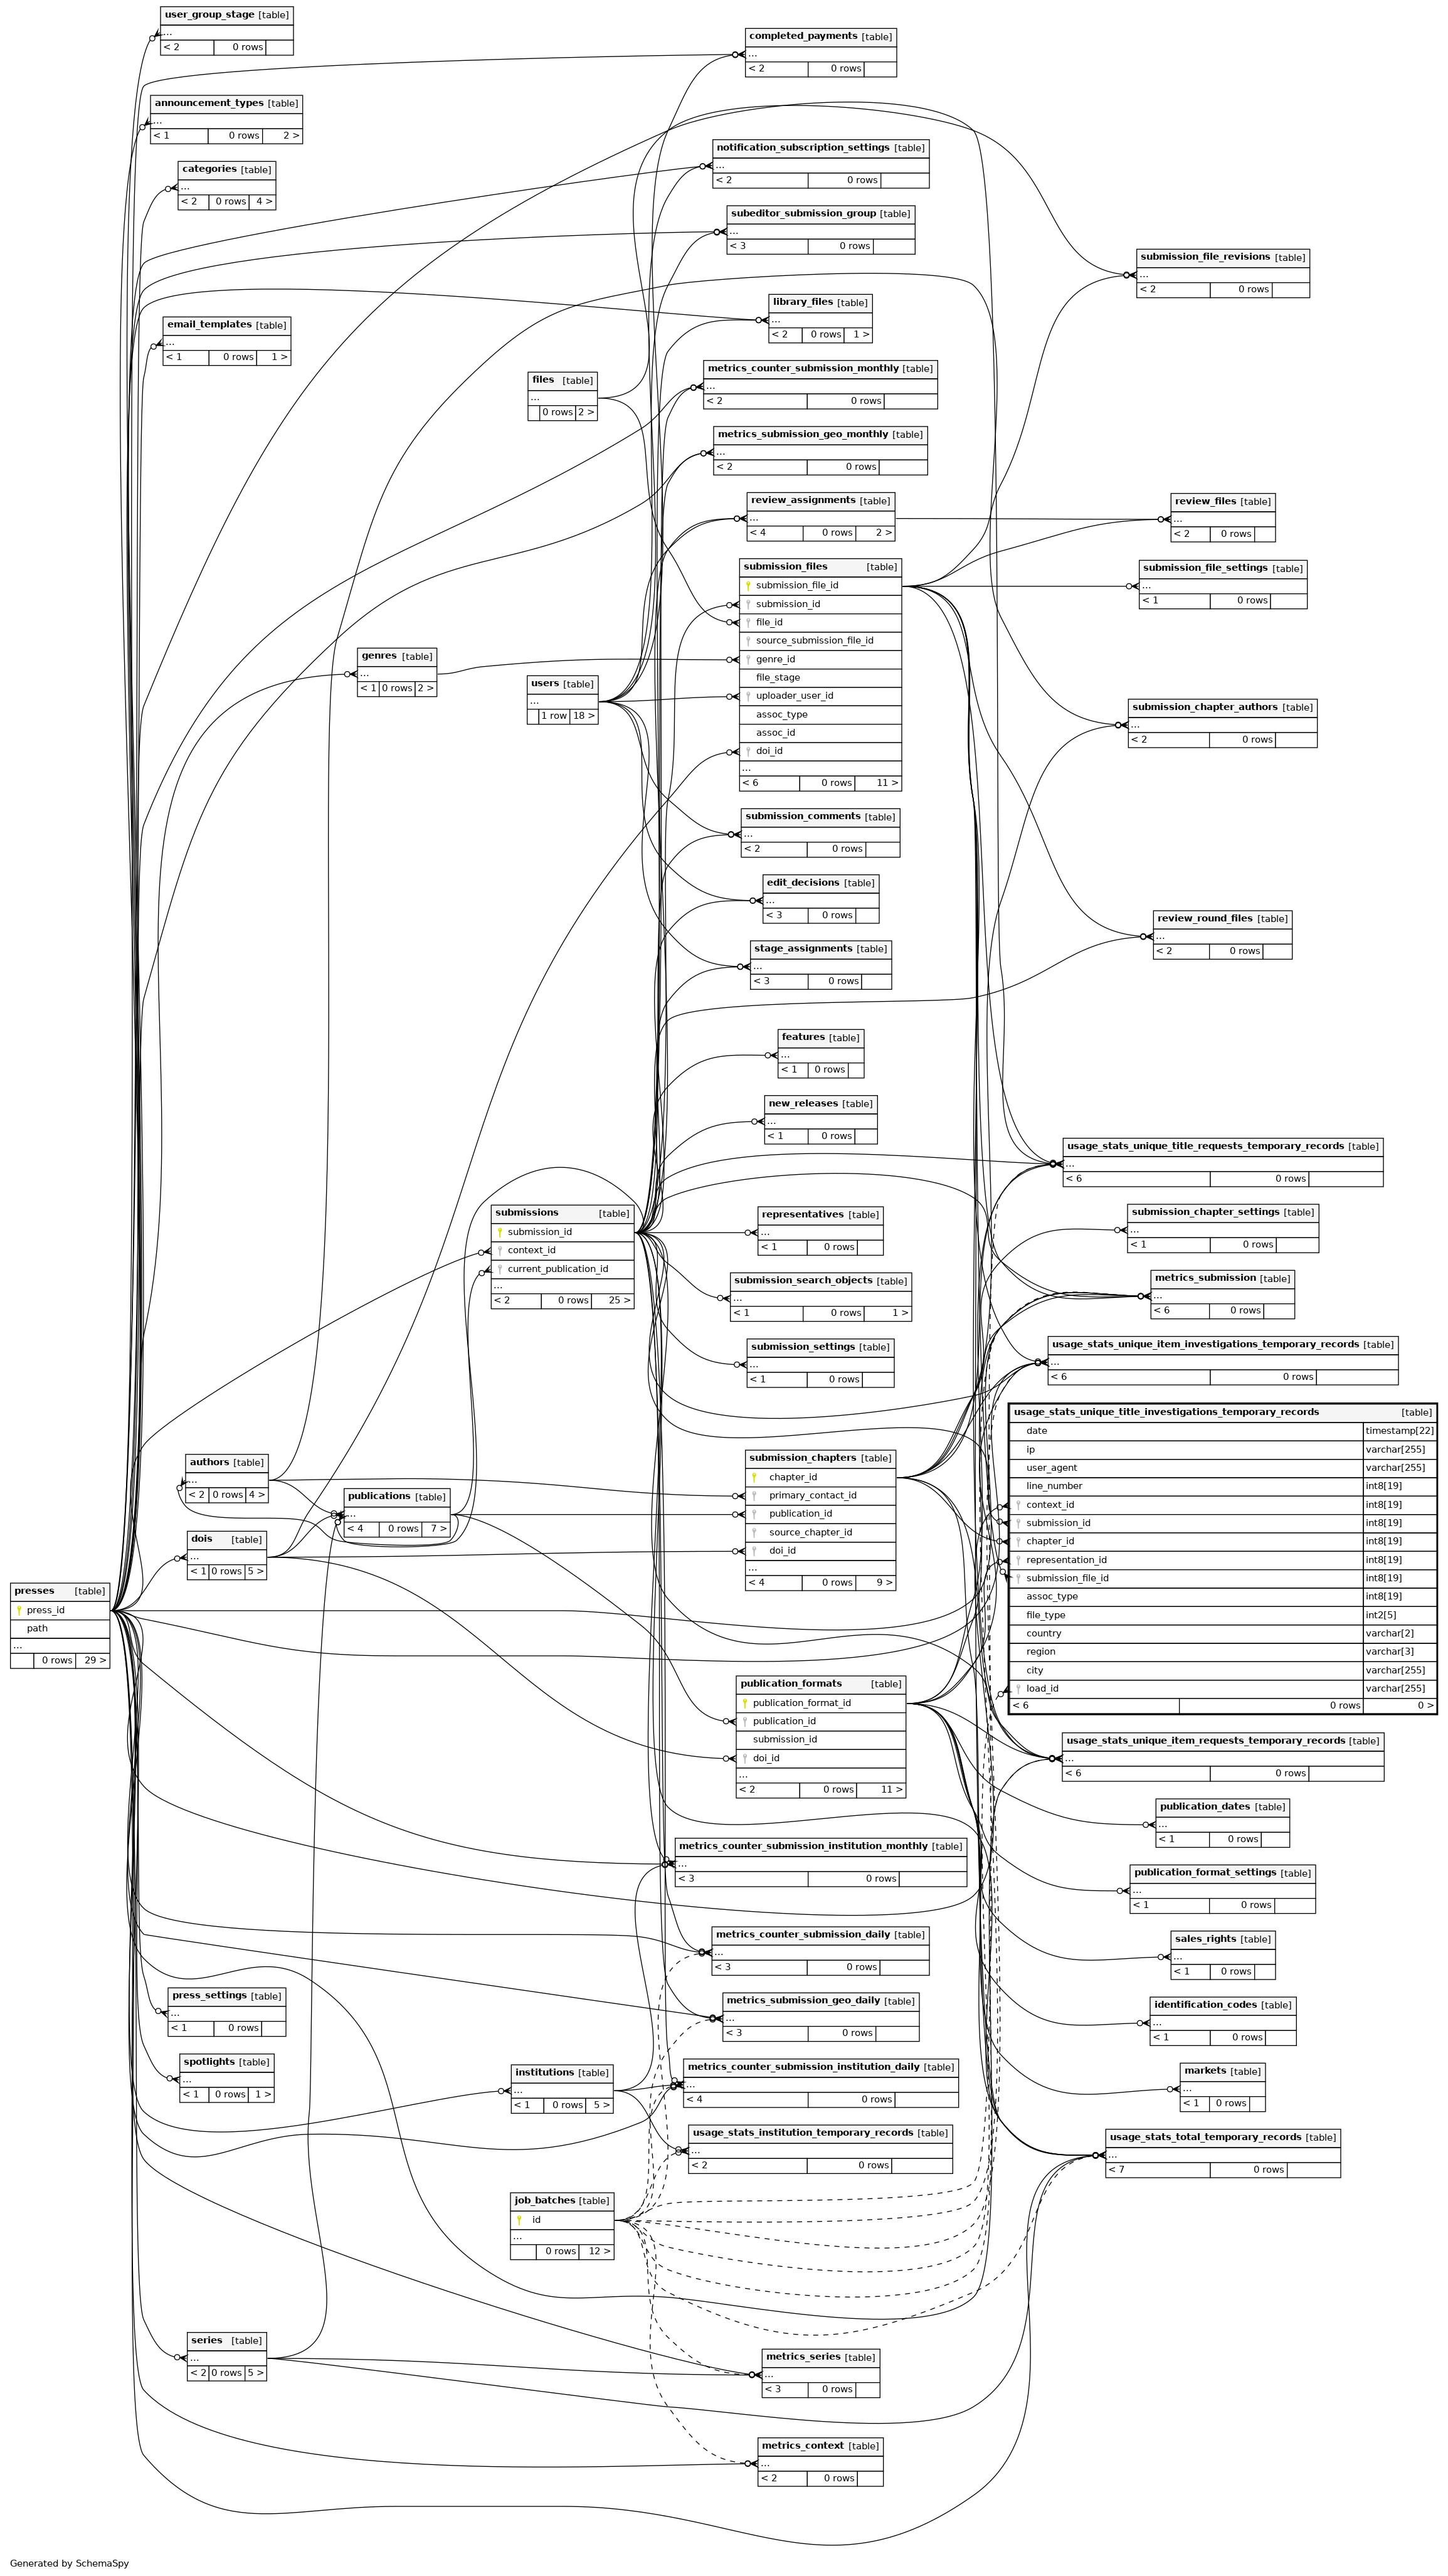 user_group_stage [table]
...
< 2 0 rows
completed_payments [table]
...
< 2 0 rows
announcement_types [table]
...
< 1 0 rows 2 >
notification_subscription_settings [table]
...
< 2 0 rows
categories [table]
...
< 2 0 rows 4 >
subeditor_submission_group [table]
...
< 3 0 rows
submission_file_revisions [table]
...
< 2 0 rows
library_files [table]
...
< 2 0 rows 1 >
email_templates [table]
...
< 1 0 rows 1 >
metrics_counter_submission_monthly [table]
...
< 2 0 rows
files [table]
...
0 rows 2 >
metrics_submission_geo_monthly [table]
...
< 2 0 rows
review_assignments [table]
...
< 4 0 rows 2 >
review_files [table]
...
< 2 0 rows
submission_files [table]
submission_file_id
submission_id
file_id
source_submission_file_id
genre_id
file_stage
uploader_user_id
assoc_type
assoc_id
doi_id
...
< 6 0 rows 11 >
submission_file_settings [table]
...
< 1 0 rows
genres [table]
...
< 1 0 rows 2 >
users [table]
...
1 row 18 >
submission_chapter_authors [table]
...
< 2 0 rows
submission_comments [table]
...
< 2 0 rows
edit_decisions [table]
...
< 3 0 rows
review_round_files [table]
...
< 2 0 rows
stage_assignments [table]
...
< 3 0 rows
features [table]
...
< 1 0 rows
new_releases [table]
...
< 1 0 rows
usage_stats_unique_title_requests_temporary_records [table]
...
< 6 0 rows
submissions [table]
submission_id
context_id
current_publication_id
...
< 2 0 rows 25 >
representatives [table]
...
< 1 0 rows
submission_chapter_settings [table]
...
< 1 0 rows
submission_search_objects [table]
...
< 1 0 rows 1 >
metrics_submission [table]
...
< 6 0 rows
submission_settings [table]
...
< 1 0 rows
usage_stats_unique_item_investigations_temporary_records [table]
...
< 6 0 rows
usage_stats_unique_title_investigations_temporary_records [table]
date timestamp[22]
ip varchar[255]
user_agent varchar[255]
line_number int8[19]
context_id int8[19]
submission_id int8[19]
chapter_id int8[19]
representation_id int8[19]
submission_file_id int8[19]
assoc_type int8[19]
file_type int2[5]
country varchar[2]
region varchar[3]
city varchar[255]
load_id varchar[255]
< 6 0 rows 0 >
authors [table]
...
< 2 0 rows 4 >
submission_chapters [table]
chapter_id
primary_contact_id
publication_id
source_chapter_id
doi_id
...
< 4 0 rows 9 >
publications [table]
...
< 4 0 rows 7 >
dois [table]
...
< 1 0 rows 5 >
presses [table]
press_id
path
...
0 rows 29 >
publication_formats [table]
publication_format_id
publication_id
submission_id
doi_id
...
< 2 0 rows 11 >
usage_stats_unique_item_requests_temporary_records [table]
...
< 6 0 rows
publication_dates [table]
...
< 1 0 rows
metrics_counter_submission_institution_monthly [table]
...
< 3 0 rows
publication_format_settings [table]
...
< 1 0 rows
metrics_counter_submission_daily [table]
...
< 3 0 rows
sales_rights [table]
...
< 1 0 rows
press_settings [table]
...
< 1 0 rows
metrics_submission_geo_daily [table]
...
< 3 0 rows
identification_codes [table]
...
< 1 0 rows
spotlights [table]
...
< 1 0 rows 1 >
institutions [table]
...
< 1 0 rows 5 >
metrics_counter_submission_institution_daily [table]
...
< 4 0 rows
markets [table]
...
< 1 0 rows
usage_stats_institution_temporary_records [table]
...
< 2 0 rows
usage_stats_total_temporary_records [table]
...
< 7 0 rows
job_batches [table]
id
...
0 rows 12 >
series [table]
...
< 2 0 rows 5 >
metrics_series [table]
...
< 3 0 rows
metrics_context [table]
...
< 2 0 rows
Generated by SchemaSpy